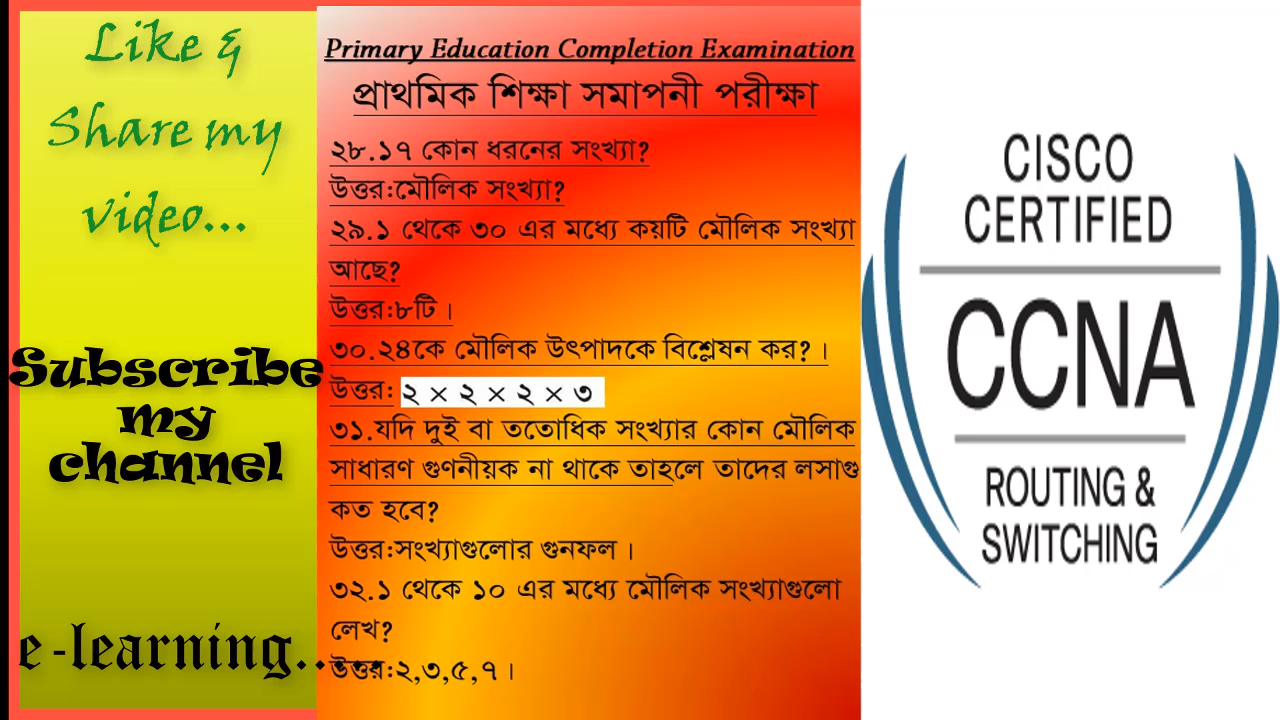 Like &
Share my
video...
Subscribe
my
channel
e-learning......
Primary Education Completion Examination
প্রাথমিক শিক্ষা সমাপনী পরীক্ষা
২৮.১৭ কোন ধরনের সংখ্যা?
উত্তর:মৌলিক সংখ্যা?
২৯.১ থেকে ৩০ এর মধ্যে কয়টি মৌলিক সংখ্যা
আছে?
উত্তর:৮টি।
৩০.২৪কে মৌলিক উৎপাদকে বিশ্লেষন কর?।
উত্তর: ২ × ২ × ২ × ৩
৩১.যদি দুই বা ততোধিক সংখ্যার কোন মৌলিক
সাধারণ গুণনীয়ক না থাকে তাহলে তাদের লসাগু
কত হবে?
উত্তর:সংখ্যাগুলোর গুনফল।
৩২.১ থেকে ১০ এর মধ্যে মৌলিক সংখ্যাগুলো
লেখ?
উত্তর:২,৩,৫,৭।
CISCO
CERTIFIED
CCNA
ROUTING &
SWITCHING